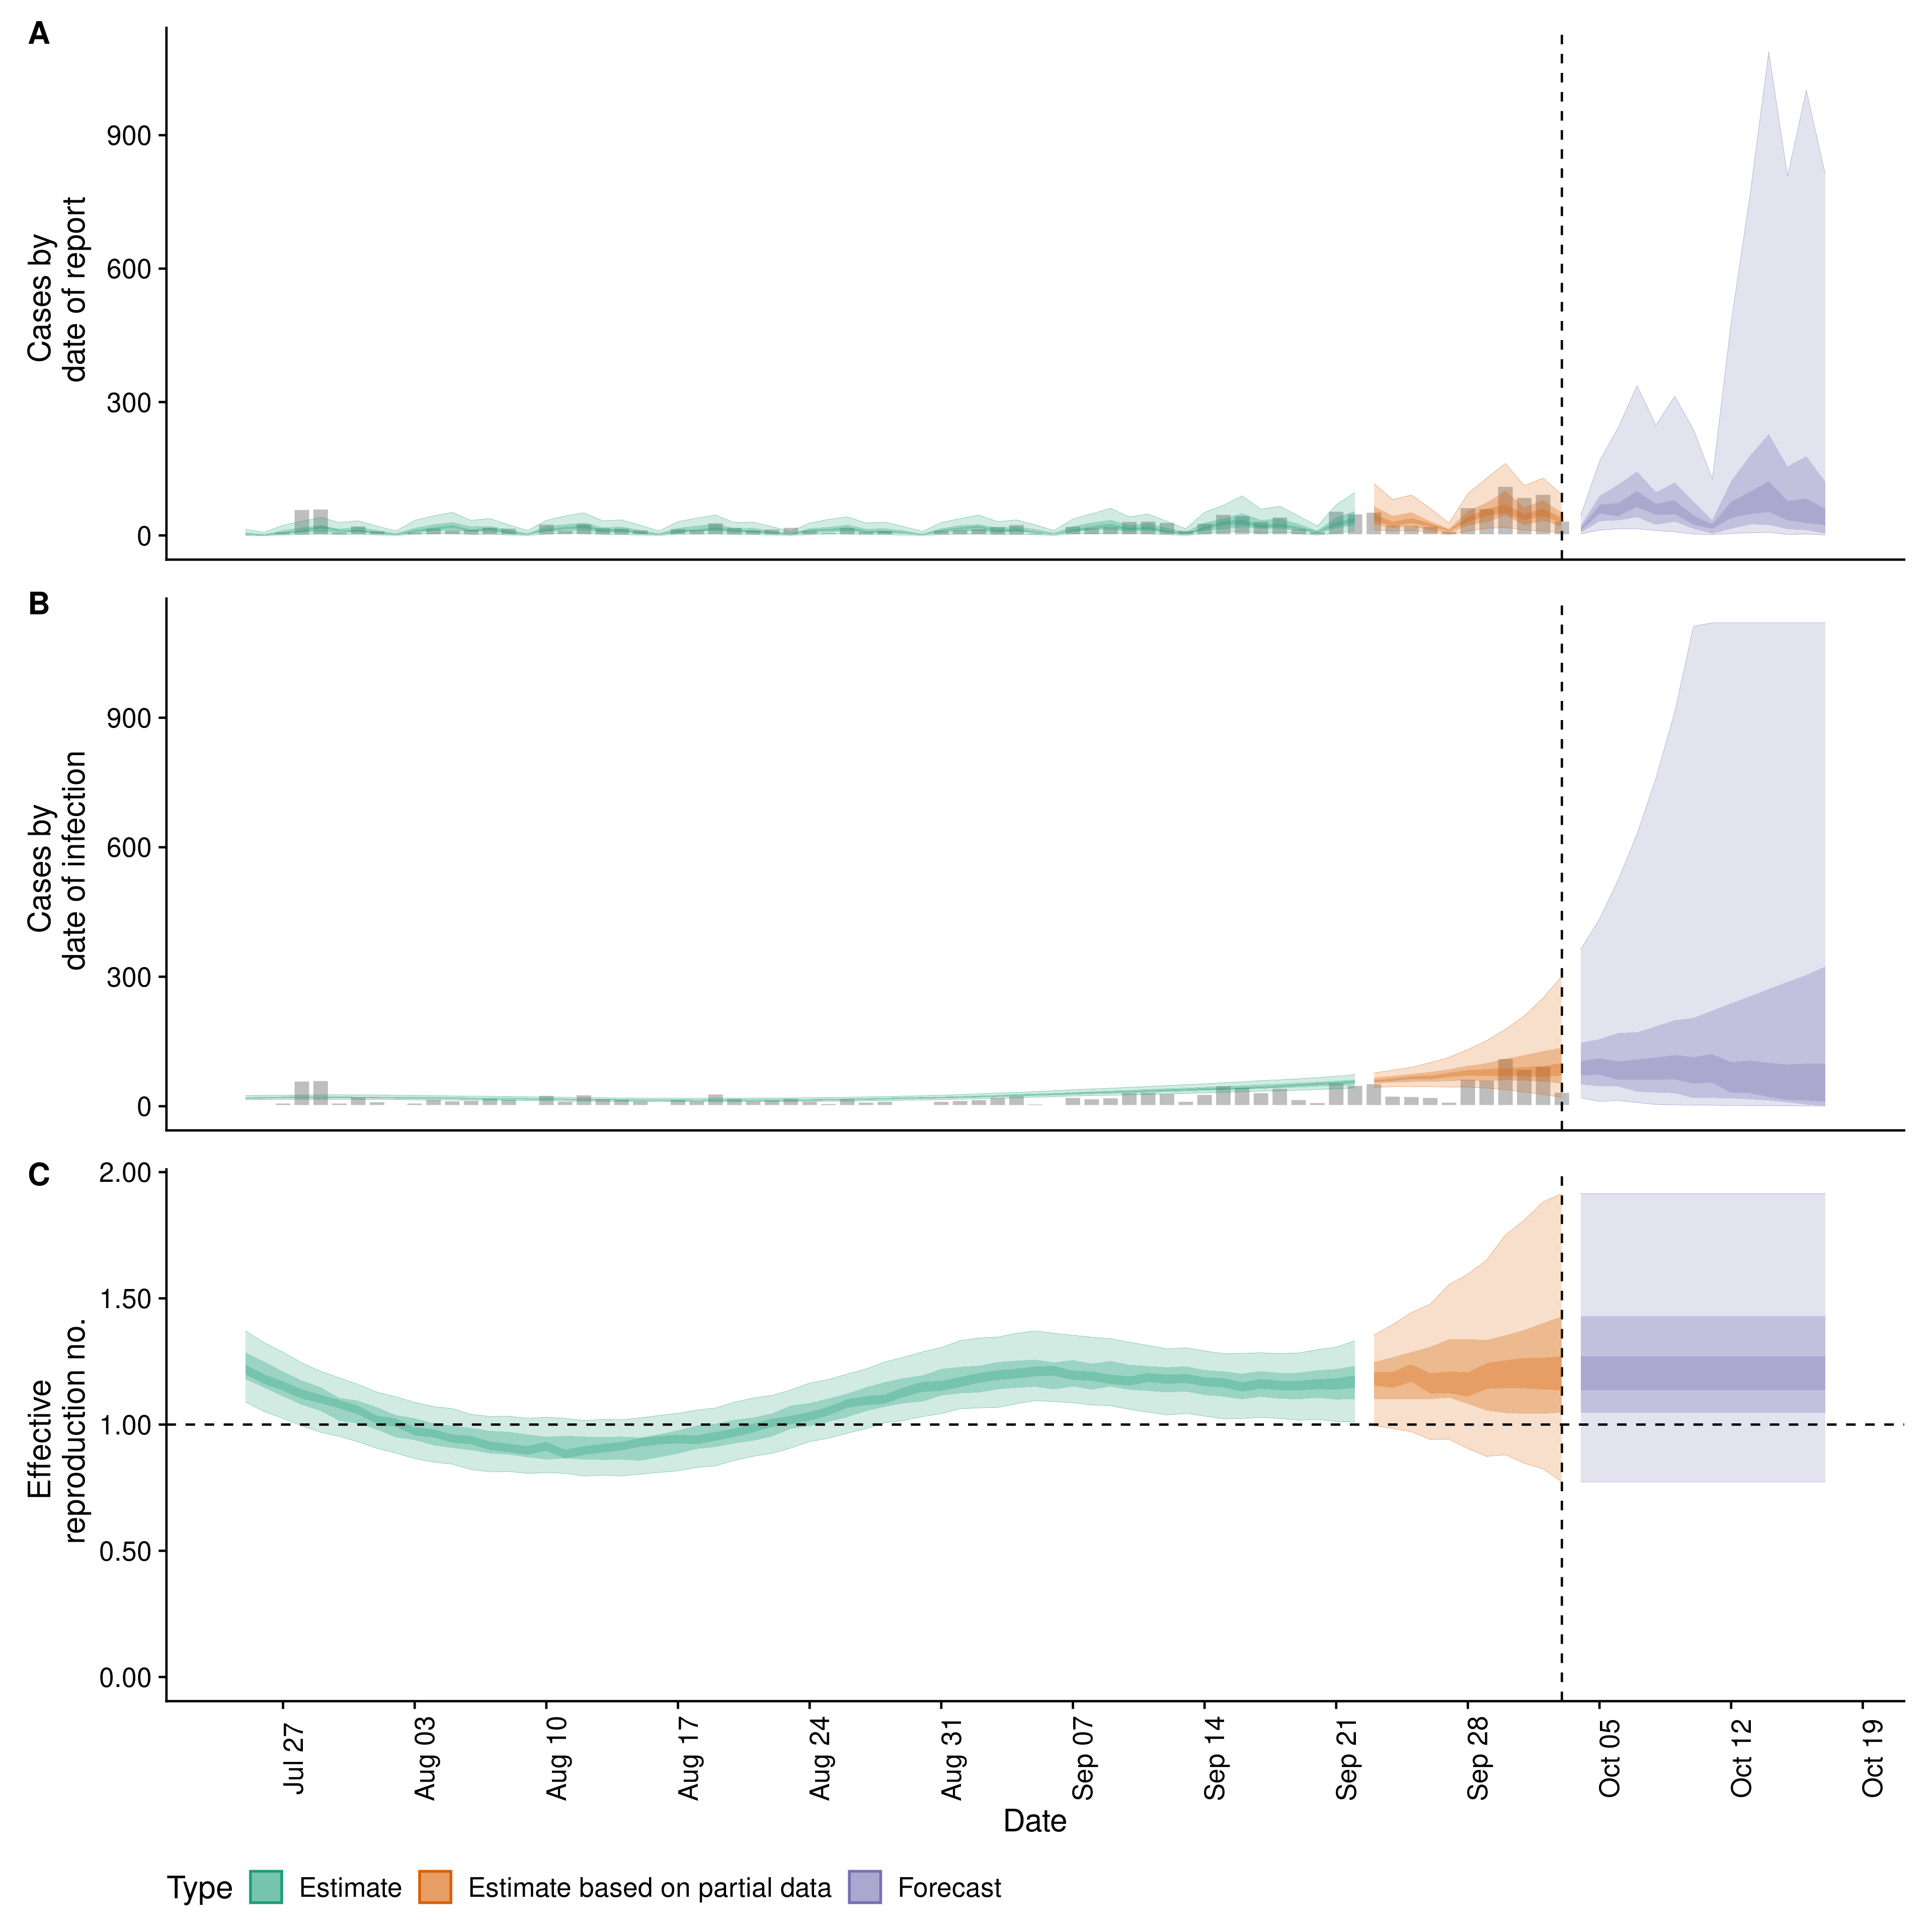 A
900
600
300
0
Cases by
date of report
B
900
600
300
0
Cases by
date of infection
C
2.00
1.50
1.00
0.50
0.00
Effective
reproduction no.
Jul 27
Aug 03
Aug 10
Aug 17
Aug 24
Aug 31
Sep 07
Sep 14
Sep 21
Sep 28
Oct 05
Oct 12
Oct 19
Date
Type Estimate Estimate based on partial data Forecast